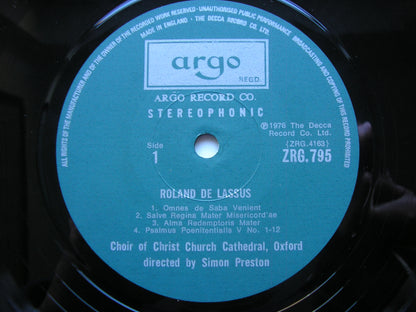 ALL RIGHTS OF THE MANUFACTURER AND OF THE OWNER OF THE RECORDED WORK RESERVED · UNAUTHORISED PUBLIC PERFORMANCE, BROADCASTING AND COPYING OF THIS RECORD PROHIBITED
MADE IN ENGLAND · THE DECCA RECORD CO. LTD.
argo
REGD.
ARGO RECORD CO.
STEREOPHONIC
Side
1
℗1976 The Decca
Record Co. Ltd.
(ZRG.4163)
ZRG.795
ROLAND DE LASSUS
1. Omnes de Saba Venient
2. Salve Regina Mater Misericord'ae
3. Alma Redemptoris Mater
4. Psalmus Poenitentialis V No. 1-12
Choir of Christ Church Cathedral, Oxford
directed by Simon Preston